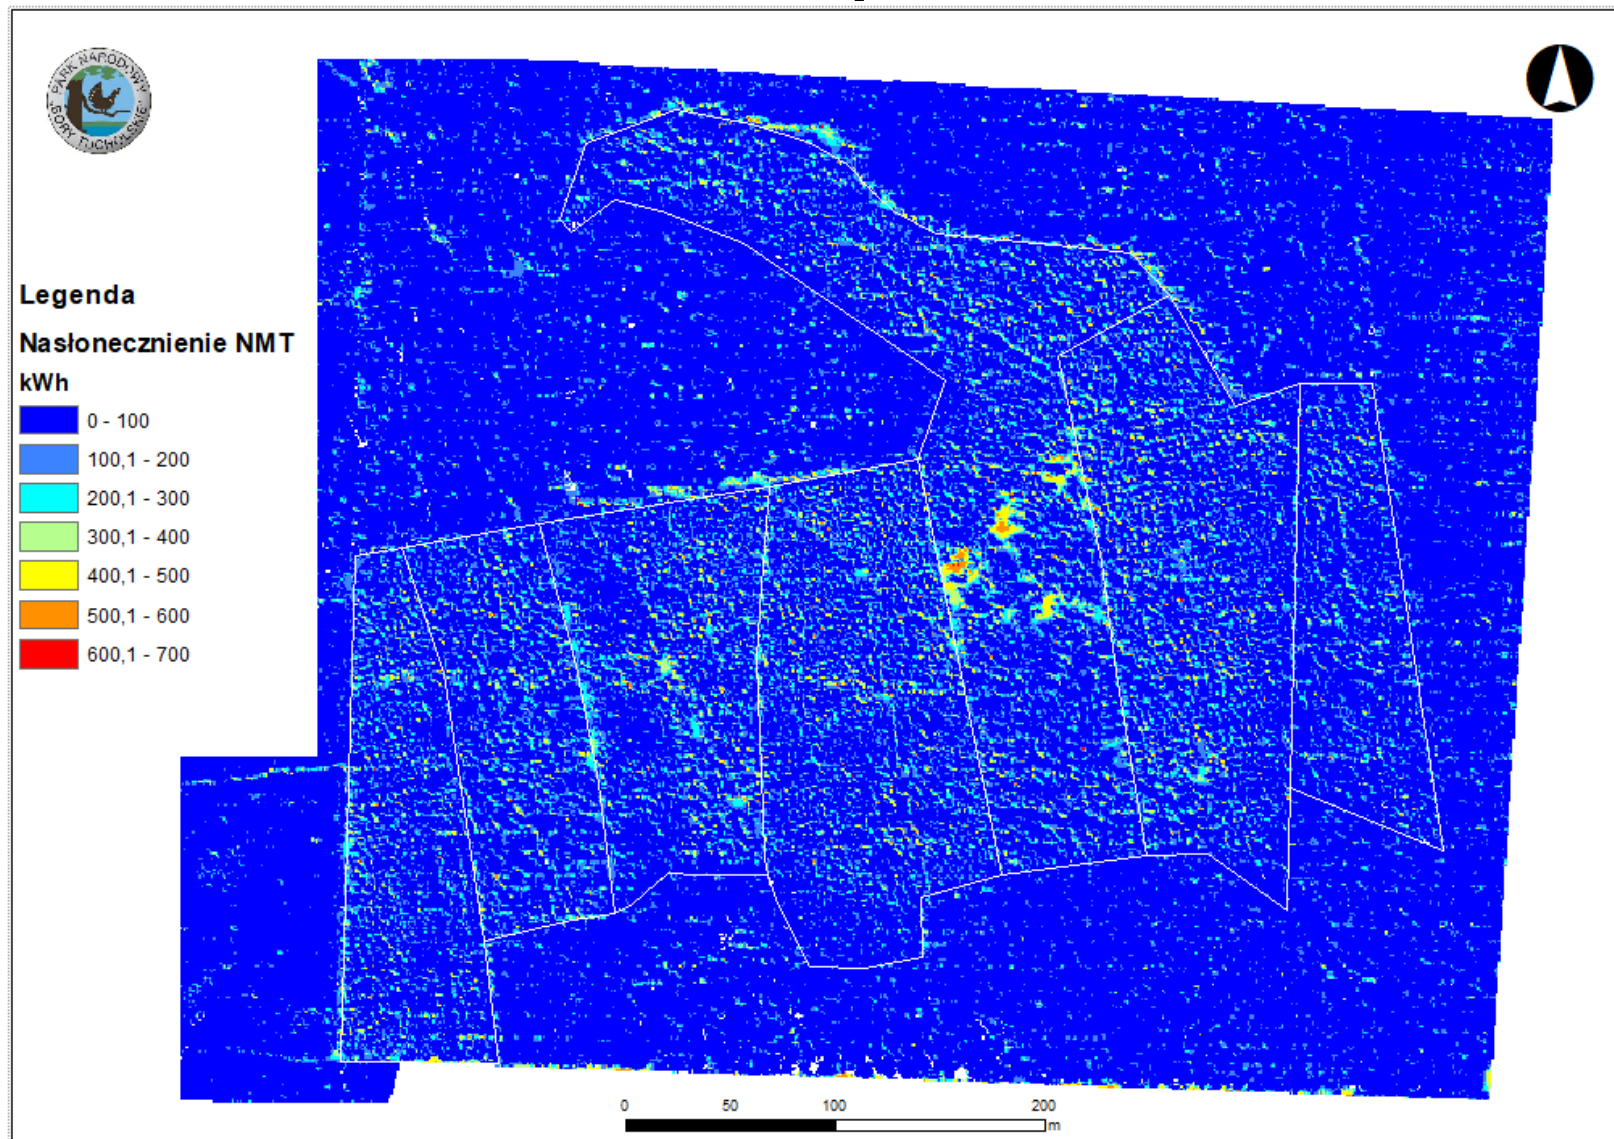 PARK NARODOWY
BORY TUCHOLSKIE
Legenda
Nasłonecznienie NMT
kWh
0 - 100
100,1 - 200
200,1 - 300
300,1 - 400
400,1 - 500
500,1 - 600
600,1 - 700
0 50 100 200
m